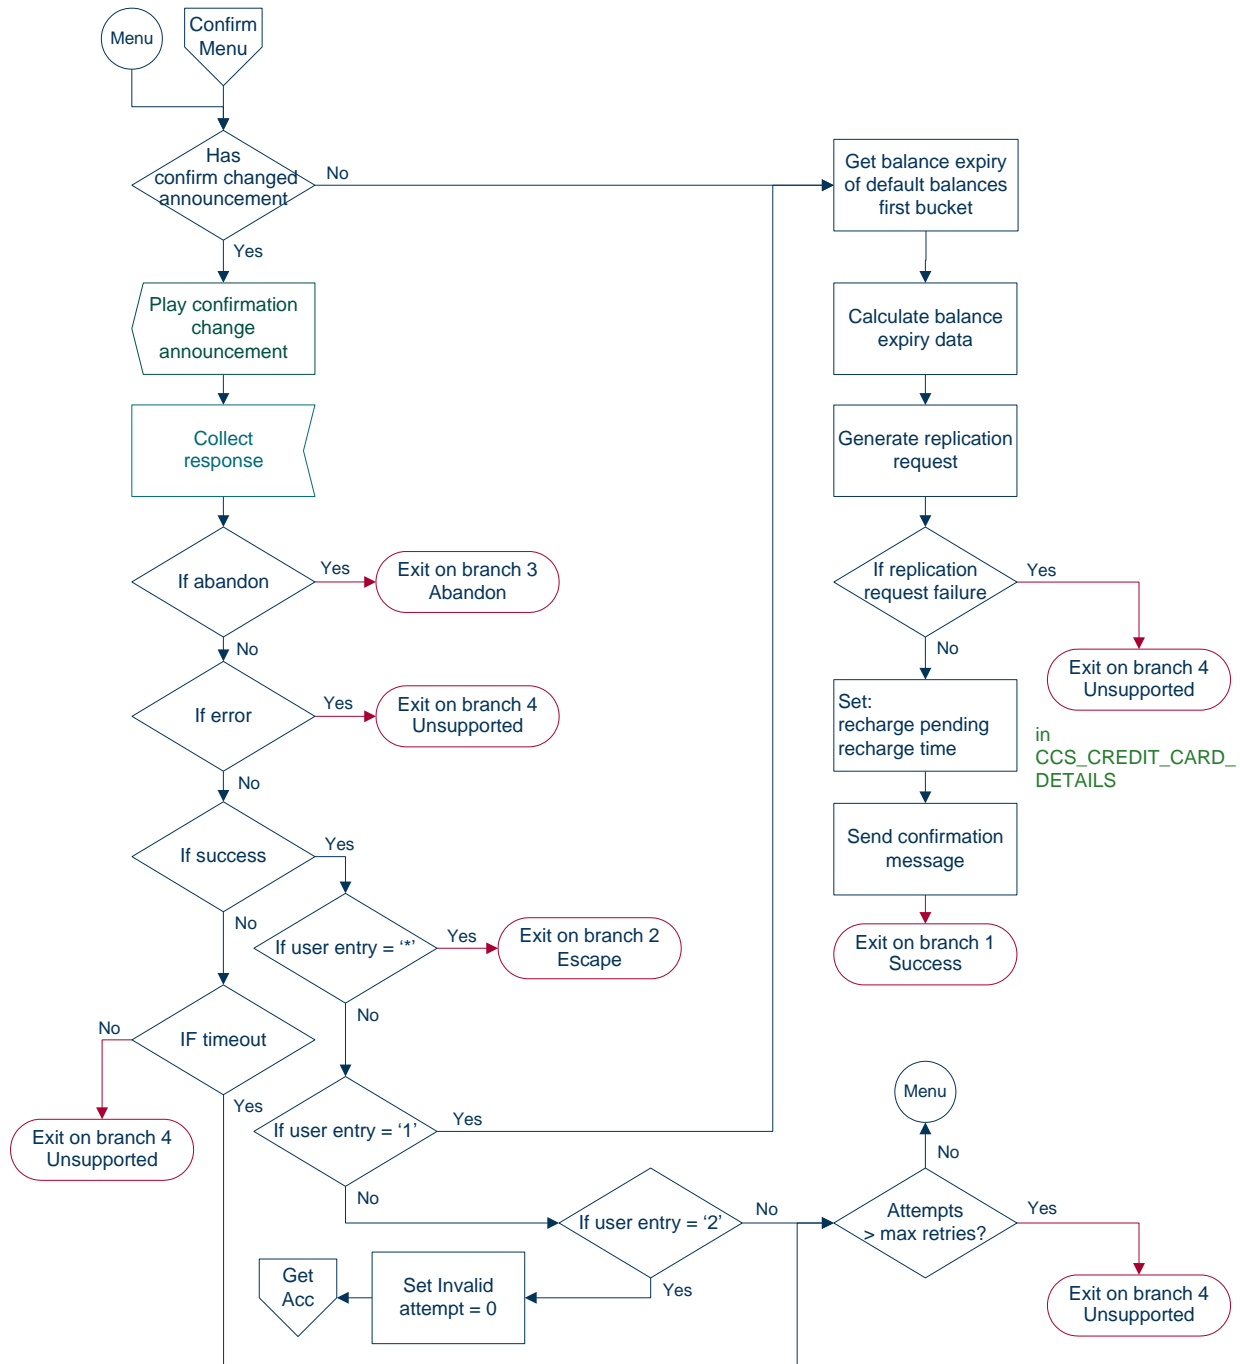 Menu
Confirm
Menu
Has
confirm changed
announcement
No
Yes
Get balance expiry
of default balances
first bucket
Play confirmation
change
announcement
Calculate balance
expiry data
Collect
response
Generate replication
request
If abandon
Yes
Exit on branch 3
Abandon
No
If replication
request failure
Yes
No
Exit on branch 4
Unsupported
If error
Yes
Exit on branch 4
Unsupported
No
Set:
recharge pending
recharge time
in
CCS_CREDIT_CARD_
DETAILS
If success
Yes
No
Send confirmation
message
If user entry = ‘*’
Yes
Exit on branch 2
Escape
No
Exit on branch 1
Success
IF timeout
No
Yes
Exit on branch 4
Unsupported
If user entry = ‘1’
Yes
No
Menu
No
If user entry = ‘2’
No
Yes
Attempts
> max retries?
Yes
Get
Acc
Set Invalid
attempt = 0
Exit on branch 4
Unsupported